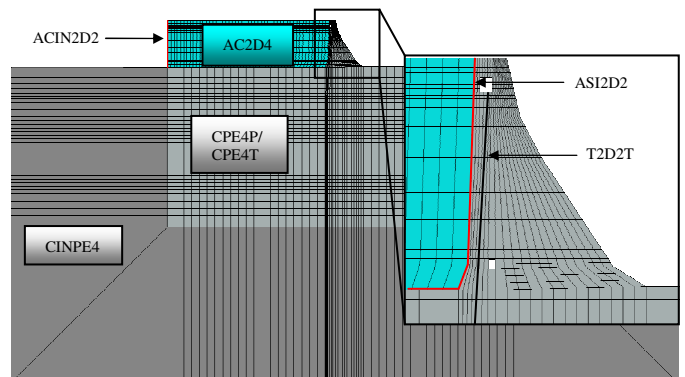 ACIN2D2
AC2D4
ASI2D2
CPE4P/
CPE4T
T2D2T
CINPE4